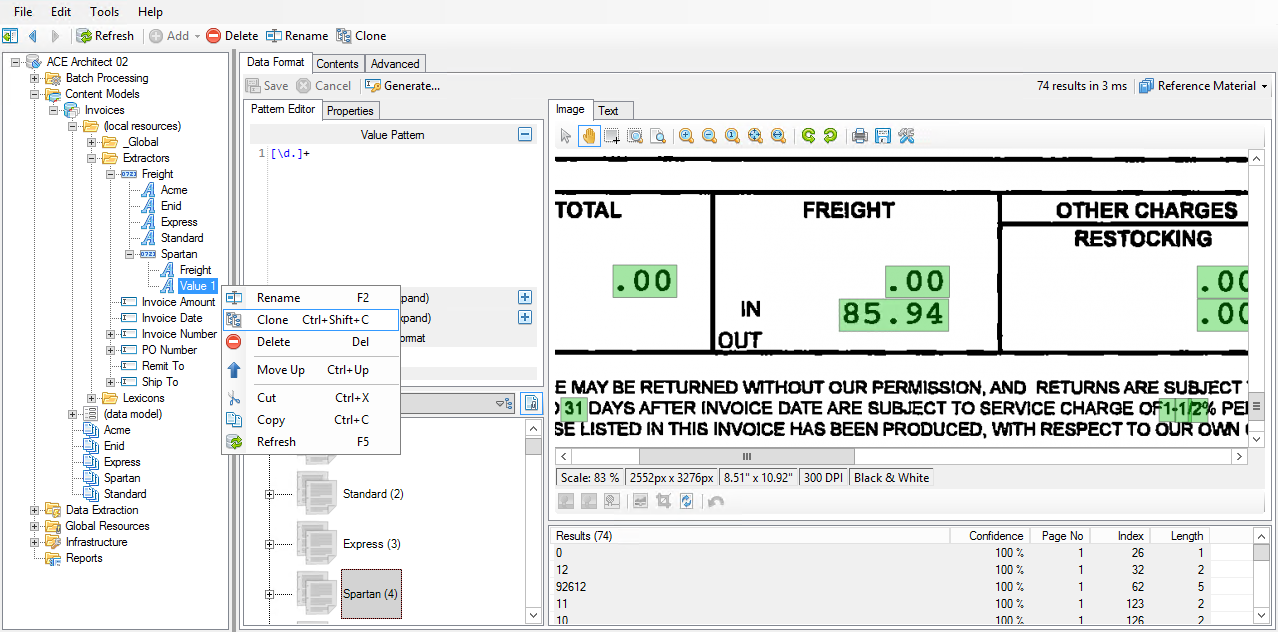 File Edit Tools Help
Refresh Add Delete Rename Clone
ACE Architect 02
Batch Processing
Content Models
Invoices
(local resources)
_Global
Extractors
Freight
Acme
Enid
Express
Standard
Spartan
Freight
Value 1
Invoice Amount
Invoice Date
Invoice Number
PO Number
Remit To
Ship To
Lexicons
(data model)
Acme
Enid
Express
Spartan
Standard
Data Extraction
Global Resources
Infrastructure
Reports
Rename F2
Clone Ctrl+Shift+C
Delete Del
Move Up Ctrl+Up
Cut Ctrl+X
Copy Ctrl+C
Refresh F5
Data Format Contents Advanced
Save Cancel Generate... 74 results in 3 ms Reference Material
Pattern Editor Properties
Value Pattern
1 [\d.]+
pand)
pand)
ormat
Standard (2)
Express (3)
Spartan (4)
Image Text
TOTAL FREIGHT OTHER CHARGES
RESTOCKING
.00 .00 .00
IN 85.94 .00
OUT
E MAY BE RETURNED WITHOUT OUR PERMISSION, AND RETURNS ARE SUBJECT
31 DAYS AFTER INVOICE DATE ARE SUBJECT TO SERVICE CHARGE OF 1-1/2% PE
SE LISTED IN THIS INVOICE HAS BEEN PRODUCED, WITH RESPECT TO OUR OWN
Scale: 83 % 2552px x 3276px 8.51" x 10.92" 300 DPI Black & White
Results (74) Confidence Page No Index Length
0 100 % 1 26 1
12 100 % 1 32 2
92612 100 % 1 62 5
11 100 % 1 123 2
10 100 % 1 126 2